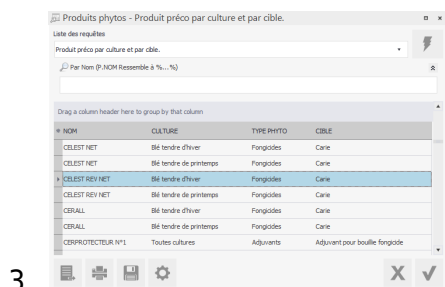 Produits phytos - Produit préco par culture et par cible.
Liste des requêtes
Produit préco par culture et par cible.
Par Nom (P.NOM Ressemble à %...%)
Drag a column header here to group by that column
NOM CULTURE TYPE PHYTO CIBLE
CELEST NET Blé tendre d'hiver Fongicides Carie
CELEST NET Blé tendre de printemps Fongicides Carie
CELEST REV NET Blé tendre d'hiver Fongicides Carie
CELEST REV NET Blé tendre de printemps Fongicides Carie
CERALL Blé tendre d'hiver Fongicides Carie
CERALL Blé tendre de printemps Fongicides Carie
CERPROTECTEUR N°1 Toutes cultures Adjuvants Adjuvant pour bouillie fongicide
3